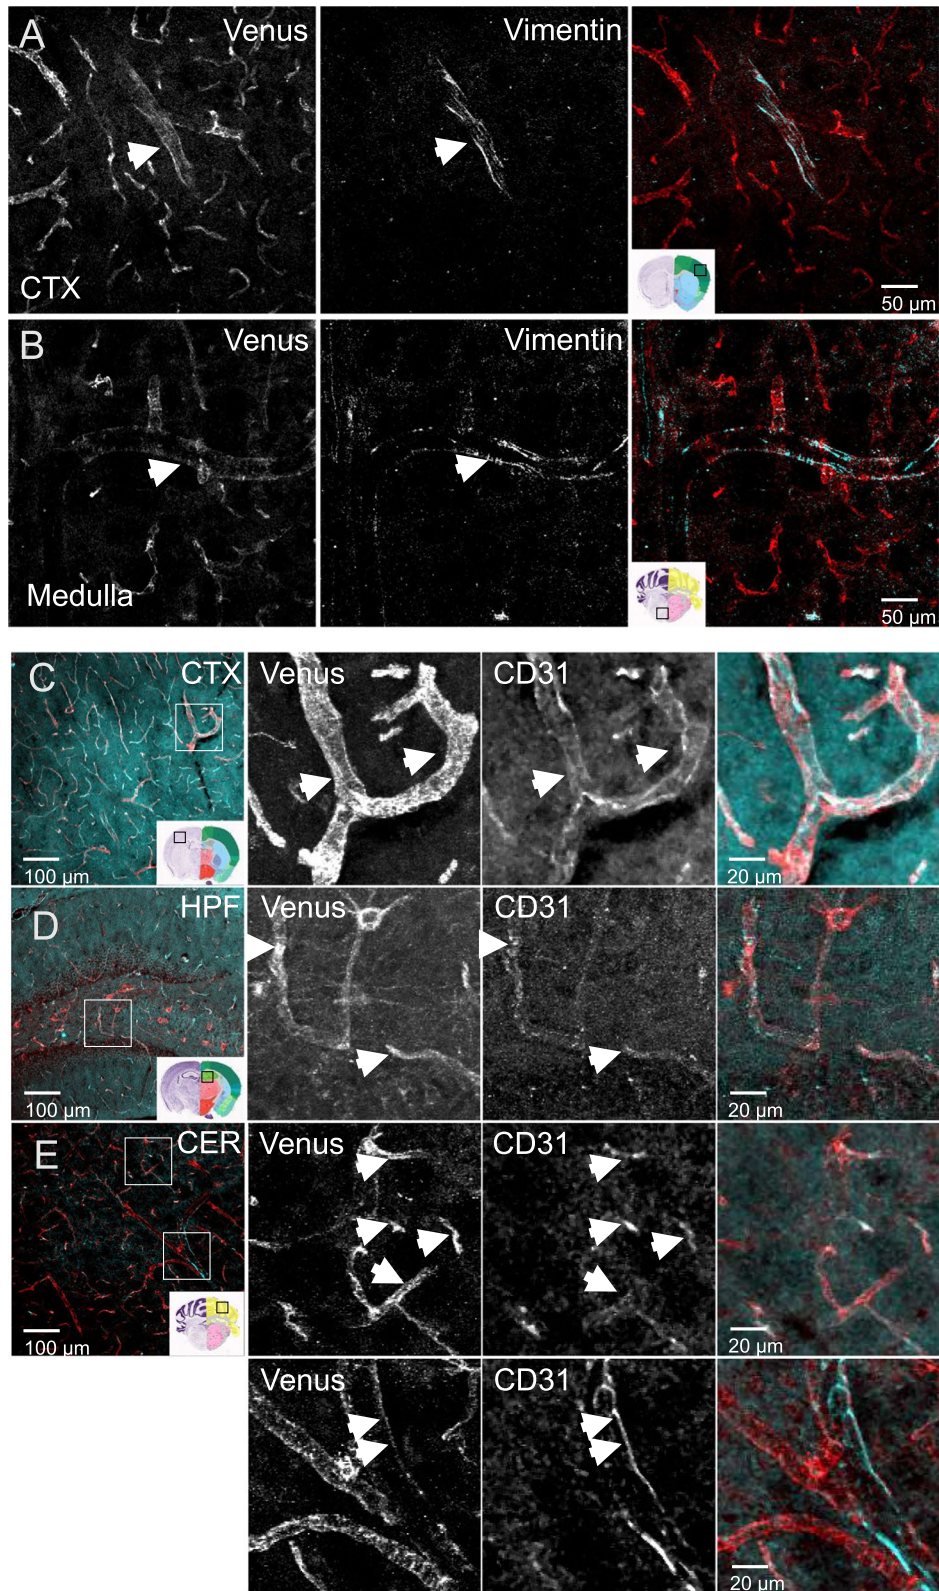 A Venus Vimentin
CTX 50 µm
B Venus Vimentin
Medulla 50 µm
C CTX Venus CD31
100 µm 20 µm
D HPF Venus CD31
100 µm 20 µm
E CER Venus CD31
100 µm 20 µm
Venus CD31
20 µm